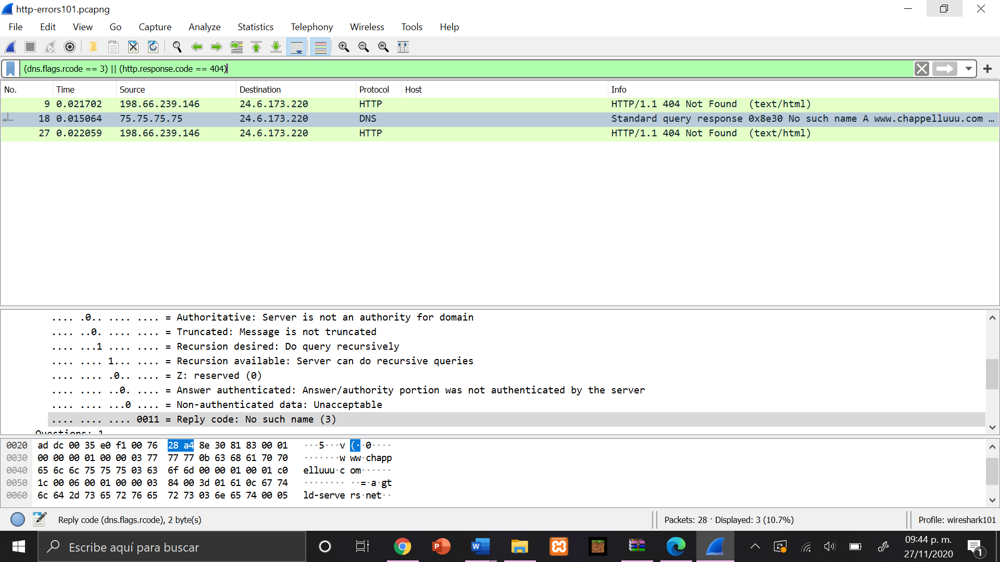 http-errors101.pcapng
File Edit View Go Capture Analyze Statistics Telephony Wireless Tools Help
(dns.flags.rcode == 3) || (http.response.code == 404)
No. Time Source Destination Protocol Host Info
9 0.021702 198.66.239.146 24.6.173.220 HTTP HTTP/1.1 404 Not Found (text/html)
18 0.015064 75.75.75.75 24.6.173.220 DNS Standard query response 0x8e30 No such name A www.chappelluuu.com …
27 0.022059 198.66.239.146 24.6.173.220 HTTP HTTP/1.1 404 Not Found (text/html)
.... .0.. .... .... = Authoritative: Server is not an authority for domain
.... ..0. .... .... = Truncated: Message is not truncated
.... ...1 .... .... = Recursion desired: Do query recursively
.... .... 1... .... = Recursion available: Server can do recursive queries
.... .... .0.. .... = Z: reserved (0)
.... .... ..0. .... = Answer authenticated: Answer/authority portion was not authenticated by the server
.... .... ...0 .... = Non-authenticated data: Unacceptable
.... .... .... 0011 = Reply code: No such name (3)
Questions: 1
0020 ad dc 00 35 e0 f1 00 76 28 a4 8e 30 81 83 00 01 ···5···v (··0····
0030 00 00 00 01 00 00 03 77 77 77 0b 63 68 61 70 70 ·······w ww·chapp
0040 65 6c 6c 75 75 75 03 63 6f 6d 00 00 01 00 01 c0 elluuu·c om······
0050 1c 00 06 00 01 00 00 03 84 00 3d 01 61 0c 67 74 ········ ··=·a·gt
0060 6c 64 2d 73 65 72 76 65 72 73 03 6e 65 74 00 05 ld-serve rs·net··
Reply code (dns.flags.rcode), 2 byte(s) Packets: 28 · Displayed: 3 (10.7%) Profile: wireshark101
Escribe aquí para buscar
09:44 p. m.
27/11/2020
1